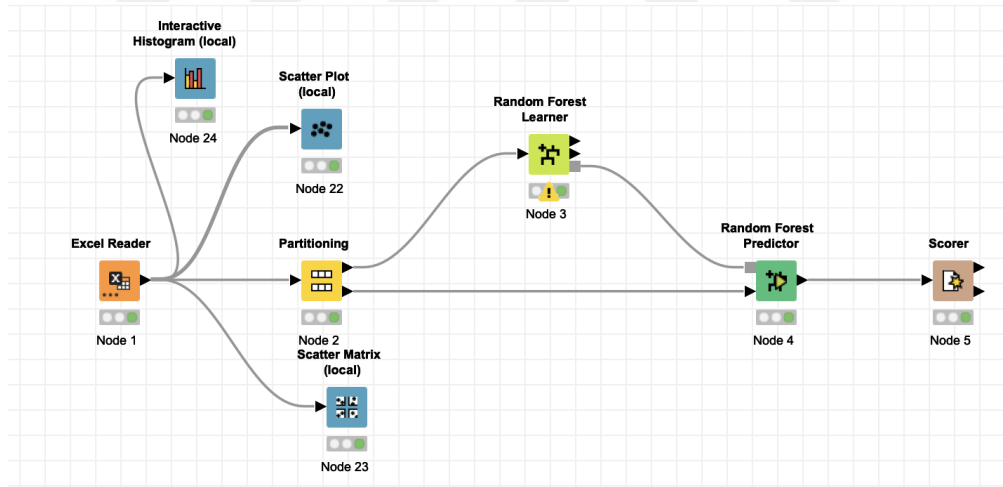 Interactive
Histogram (local)
Node 24
Scatter Plot
(local)
Node 22
Random Forest
Learner
Node 3
Excel Reader
Node 1
Partitioning
Node 2
Random Forest
Predictor
Node 4
Scorer
Node 5
Scatter Matrix
(local)
Node 23